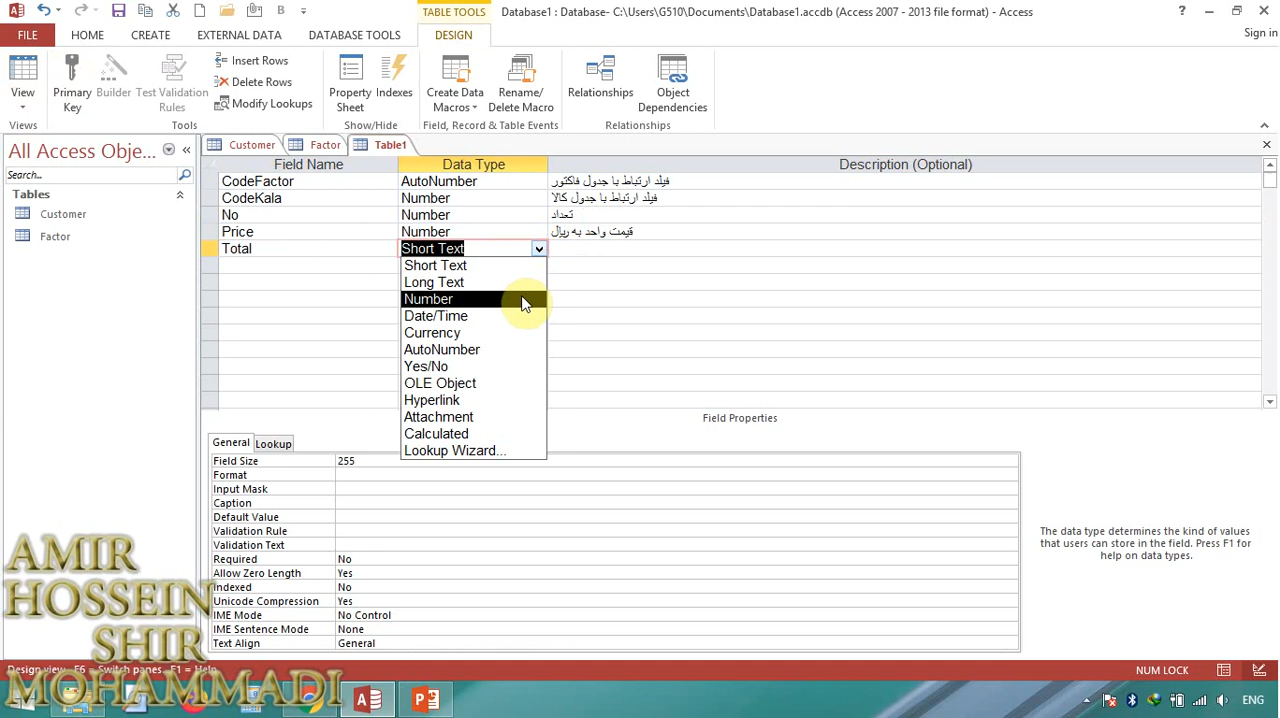 TABLE TOOLS
Database1 : Database- C:\Users\G510\Documents\Database1.accdb (Access 2007 - 2013 file format) - Access
FILE HOME CREATE EXTERNAL DATA DATABASE TOOLS DESIGN Sign in
View
Primary Key
Builder
Test Validation Rules
Insert Rows
Delete Rows
Modify Lookups
Property Sheet
Indexes
Create Data Macros
Rename/ Delete Macro
Relationships
Object Dependencies
Views Tools Show/Hide Field, Record & Table Events Relationships
All Access Obje...
Search...
Tables
Customer
Factor
Customer Factor Table1
Field Name Data Type Description (Optional)
CodeFactor AutoNumber فیلد ارتباط با جدول فاکتور
CodeKala Number فیلد ارتباط با جدول کالا
No Number تعداد
Price Number قیمت واحد به ریال
Total Short Text
Short Text
Long Text
Number
Date/Time
Currency
AutoNumber
Yes/No
OLE Object
Hyperlink
Attachment
Calculated
Lookup Wizard...
Field Properties
General Lookup
Field Size 255
Format
Input Mask
Caption
Default Value
Validation Rule
Validation Text
Required No
Allow Zero Length Yes
Indexed No
Unicode Compression Yes
IME Mode No Control
IME Sentence Mode None
Text Align General
The data type determines the kind of values
that users can store in the field. Press F1 for
help on data types.
AMIR
HOSSEIN
SHIR
MOHAMMADI
Design view. F6 = Switch panes. F1 = Help.
NUM LOCK
ENG